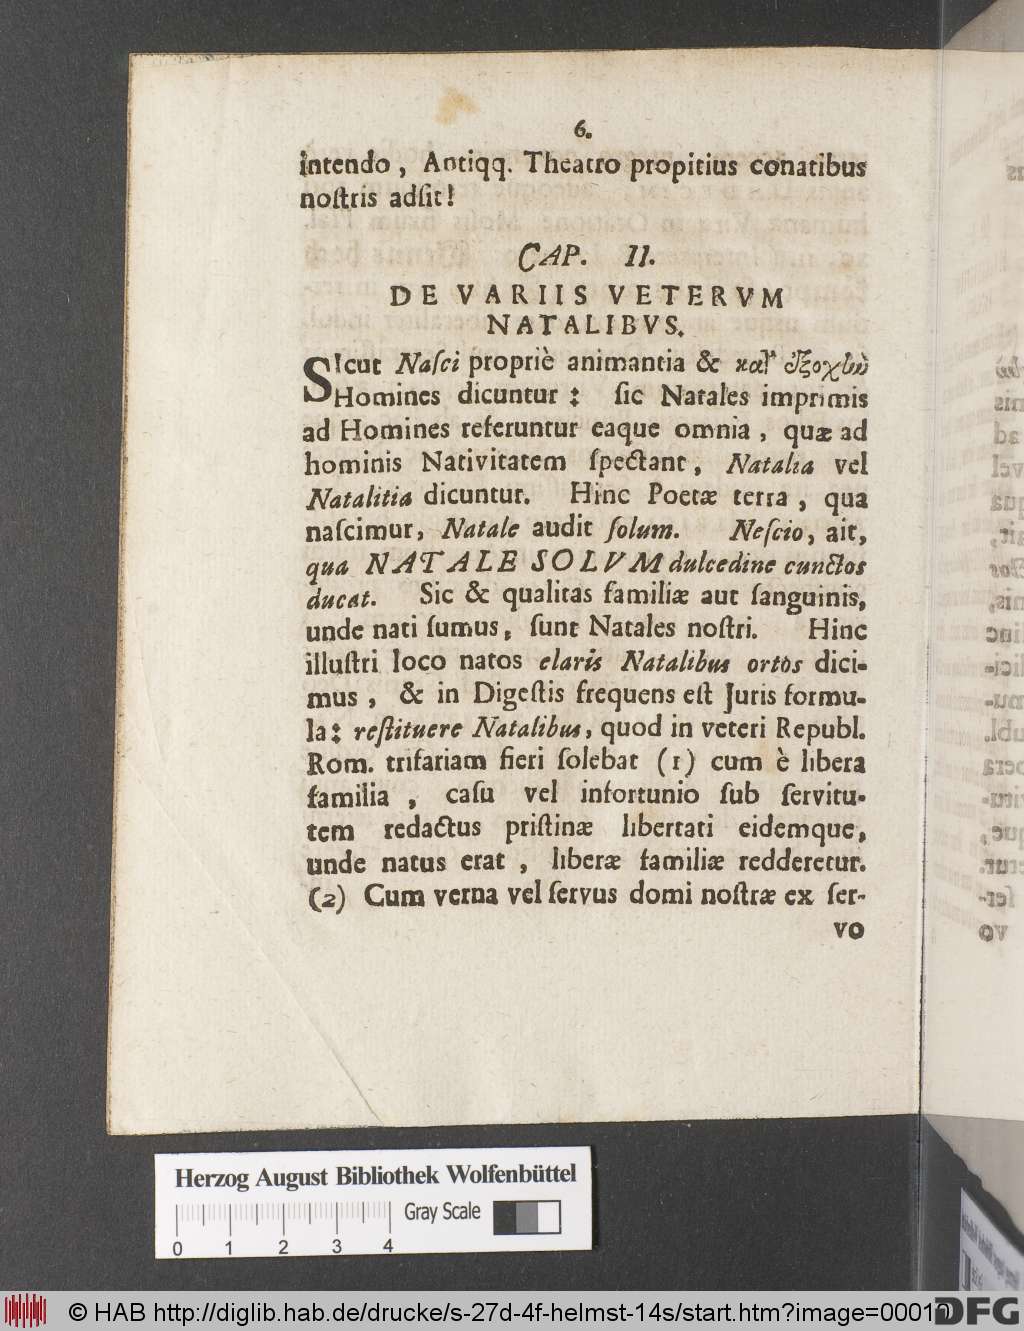 6.
intendo, Antiqq. Theatro propitius conatibus
noſtris adſit!
CAP. II.
DE VARIIS VETERVM
NATALIBVS.
SIcut Naſci propriè animantia & κατ' ἐξοχὴν
Homines dicuntur: ſic Natales imprimis
ad Homines referuntur eaque omnia, quæ ad
hominis Nativitatem ſpectant, Natalia vel
Natalitia dicuntur. Hinc Poetæ terra, qua
naſcimur, Natale audit ſolum. Neſcio, ait,
qua NATALE SOLVM dulcedine cunctos
ducat. Sic & qualitas familiæ aut ſanguinis,
unde nati ſumus, ſunt Natales noſtri. Hinc
illuſtri loco natos claris Natalibus ortos dici-
mus, & in Digeſtis frequens eſt Juris formu-
la: reſtituere Natalibus, quod in veteri Republ.
Rom. trifariam fieri ſolebat (1) cum è libera
familia, caſu vel infortunio ſub ſervitu-
tem redactus priſtinæ libertati eidemque,
unde natus erat, liberæ familiæ redderetur.
(2) Cum verna vel ſervus domi noſtræ ex ſer-
vo
Herzog August Bibliothek Wolfenbüttel
Gray Scale
0 1 2 3 4
© HAB http://diglib.hab.de/drucke/s-27d-4f-helmst-14s/start.htm?image=00010
DFG